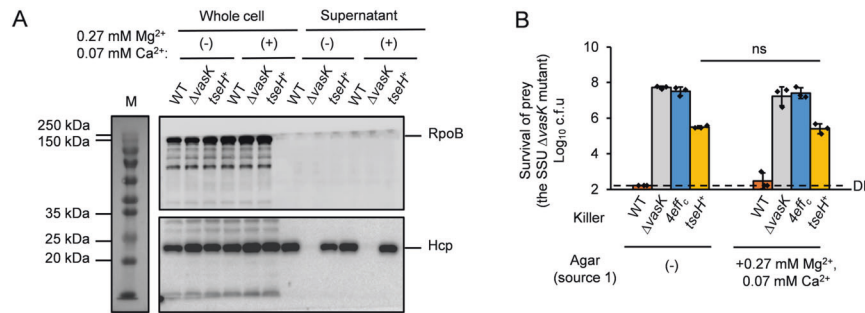 A
Whole cell
Supernatant
0.27 mM Mg2+
0.07 mM Ca2+:
(-)
(+)
(-)
(+)
M
WT
ΔvasK
tseH+
WT
ΔvasK
tseH+
WT
ΔvasK
tseH+
WT
ΔvasK
tseH+
250 kDa
150 kDa
35 kDa
25 kDa
20 kDa
RpoB
Hcp
B
Survival of prey
(the SSU ΔvasK mutant)
Log10 c.f.u
10
8
6
4
2
ns
DL
Killer
WT
ΔvasK
4effc
tseH+
WT
ΔvasK
4effc
tseH+
Agar
(source 1)
(-)
+0.27 mM Mg2+,
0.07 mM Ca2+